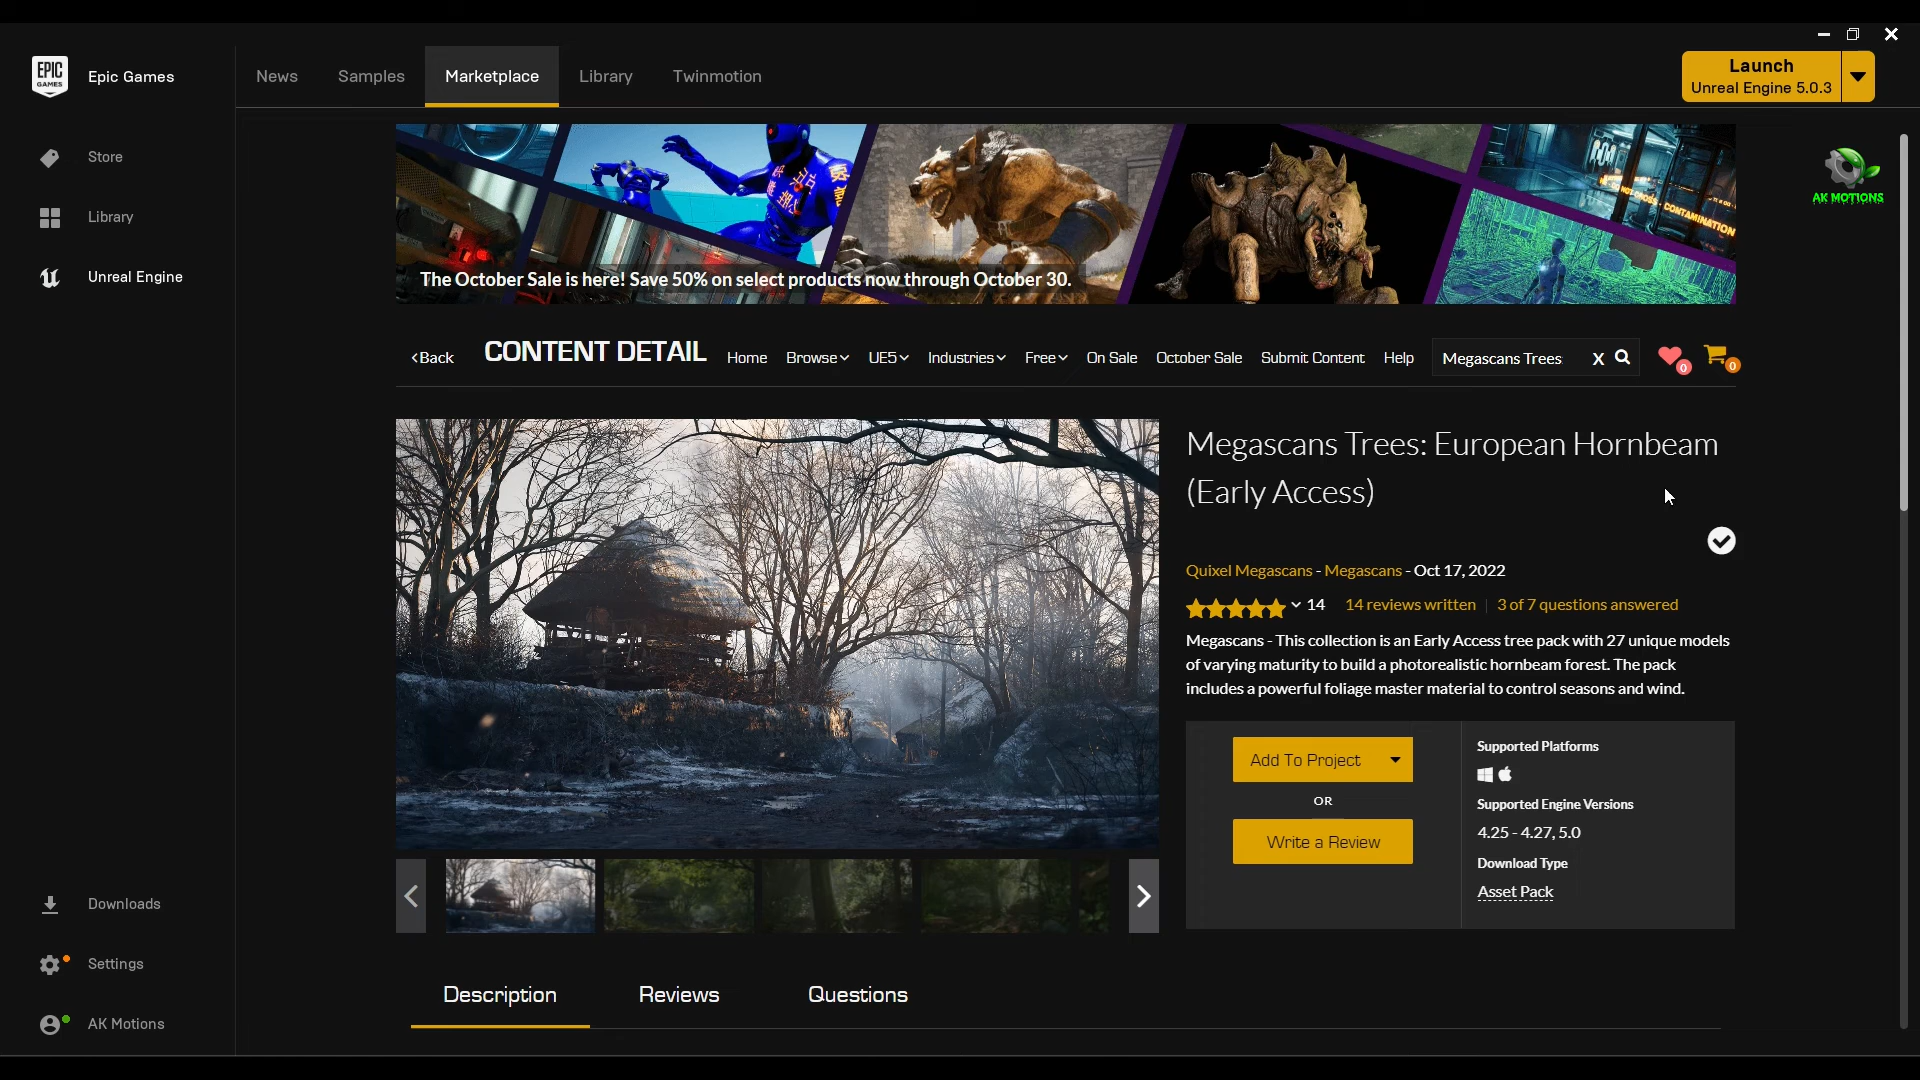 EPIC
GAMES
Epic Games
News
Samples
Marketplace
Library
Twinmotion
Launch
Unreal Engine 5.0.3
Store
Library
Unreal Engine
AK MOTIONS
The October Sale is here! Save 50% on select products now through October 30.
<Back
CONTENT DETAIL
Home
Browse
UE5
Industries
Free
On Sale
October Sale
Submit Content
Help
Megascans Trees:
X
0
0
Megascans Trees: European Hornbeam
(Early Access)
Quixel Megascans - Megascans - Oct 17, 2022
14
14 reviews written
3 of 7 questions answered
Megascans - This collection is an Early Access tree pack with 27 unique models
of varying maturity to build a photorealistic hornbeam forest. The pack
includes a powerful foliage master material to control seasons and wind.
Add To Project
OR
Write a Review
Supported Platforms
Supported Engine Versions
4.25 - 4.27, 5.0
Download Type
Asset Pack
Downloads
Settings
AK Motions
Description
Reviews
Questions